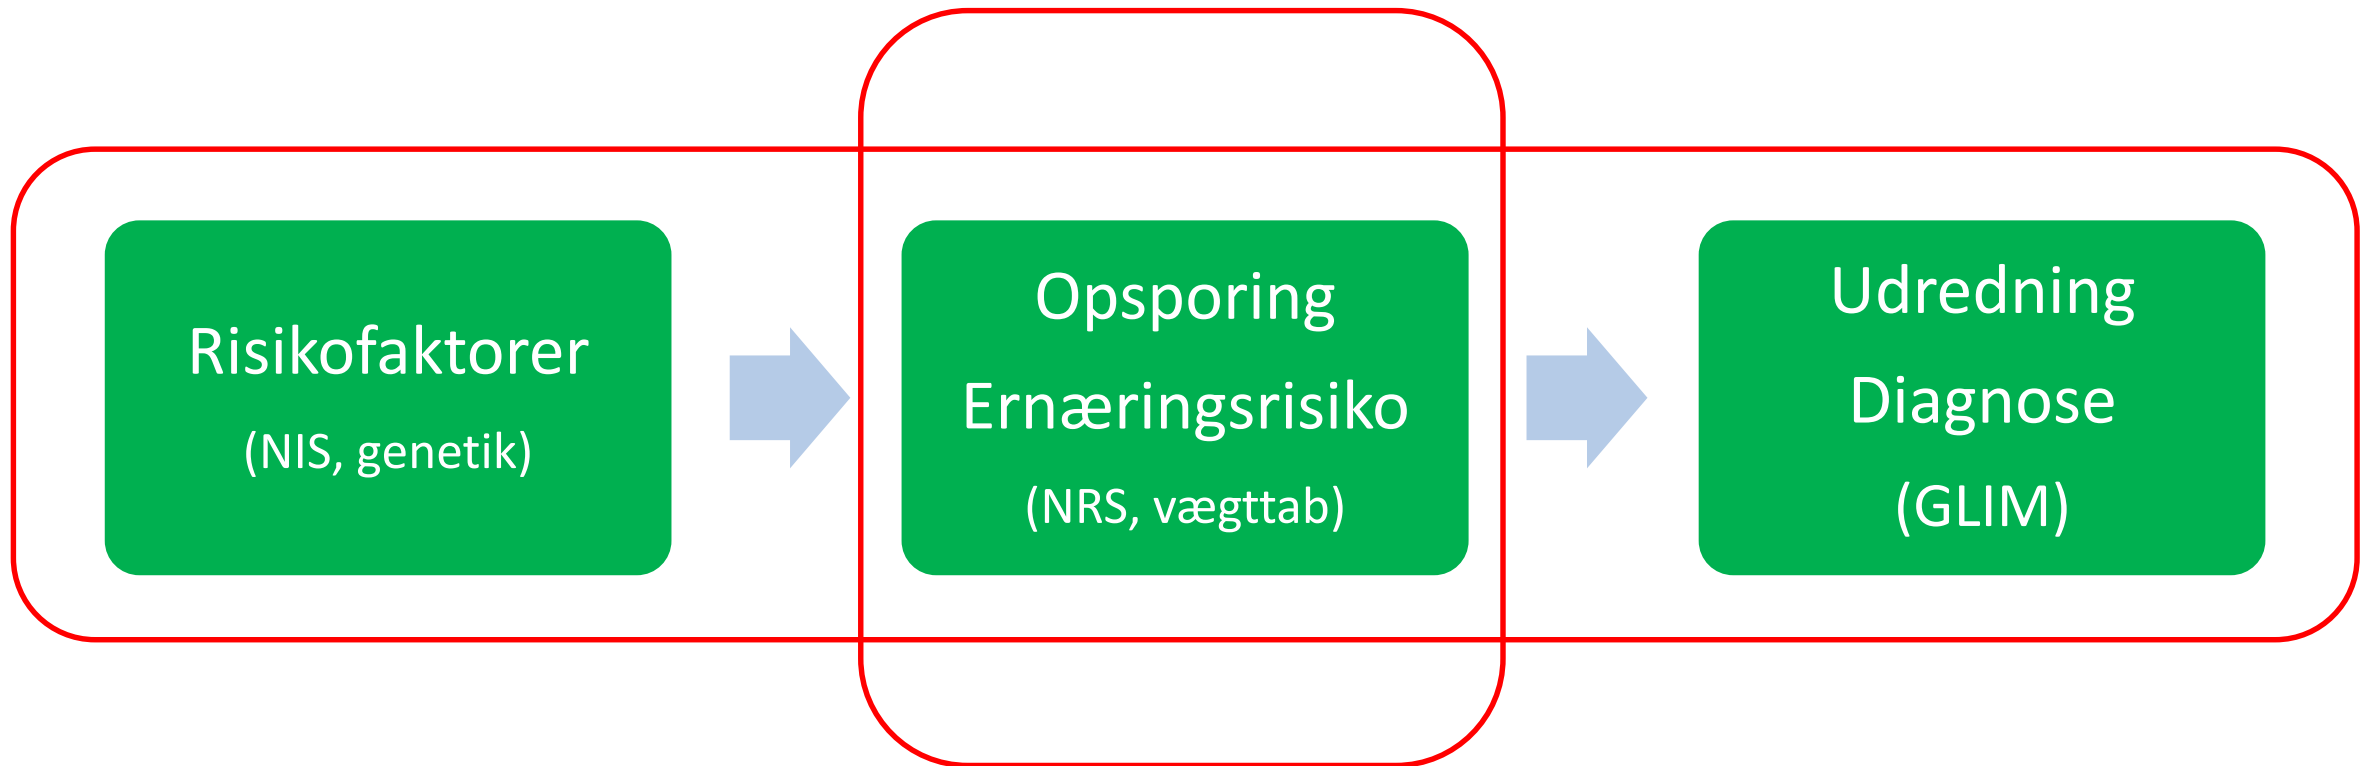 Risikofaktorer
(NIS, genetik)
Opsporing
Ernæringsrisiko
(NRS, vægttab)
Udredning
Diagnose
(GLIM)